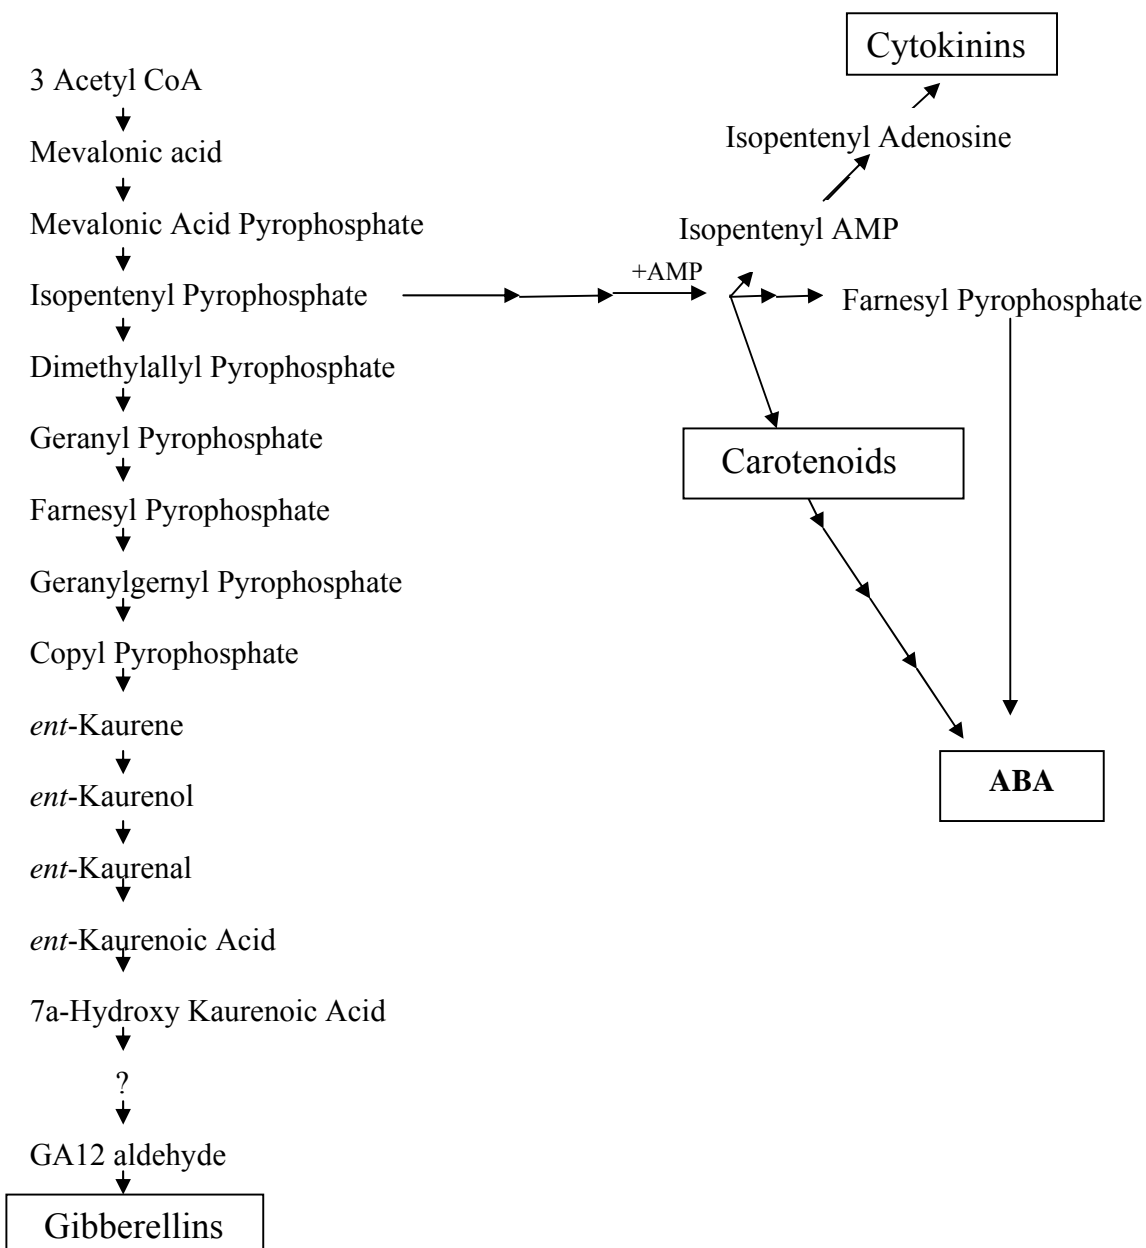 Cytokinins
3 Acetyl CoA
Isopentenyl Adenosine
Mevalonic acid
Mevalonic Acid Pyrophosphate
Isopentenyl AMP
+AMP
Isopentenyl Pyrophosphate
Farnesyl Pyrophosphate
Dimethylallyl Pyrophosphate
Geranyl Pyrophosphate
Carotenoids
Farnesyl Pyrophosphate
Geranylgernyl Pyrophosphate
Copyl Pyrophosphate
ent-Kaurene
ABA
ent-Kaurenol
ent-Kaurenal
ent-Kaurenoic Acid
7a-Hydroxy Kaurenoic Acid
?
GA12 aldehyde
Gibberellins